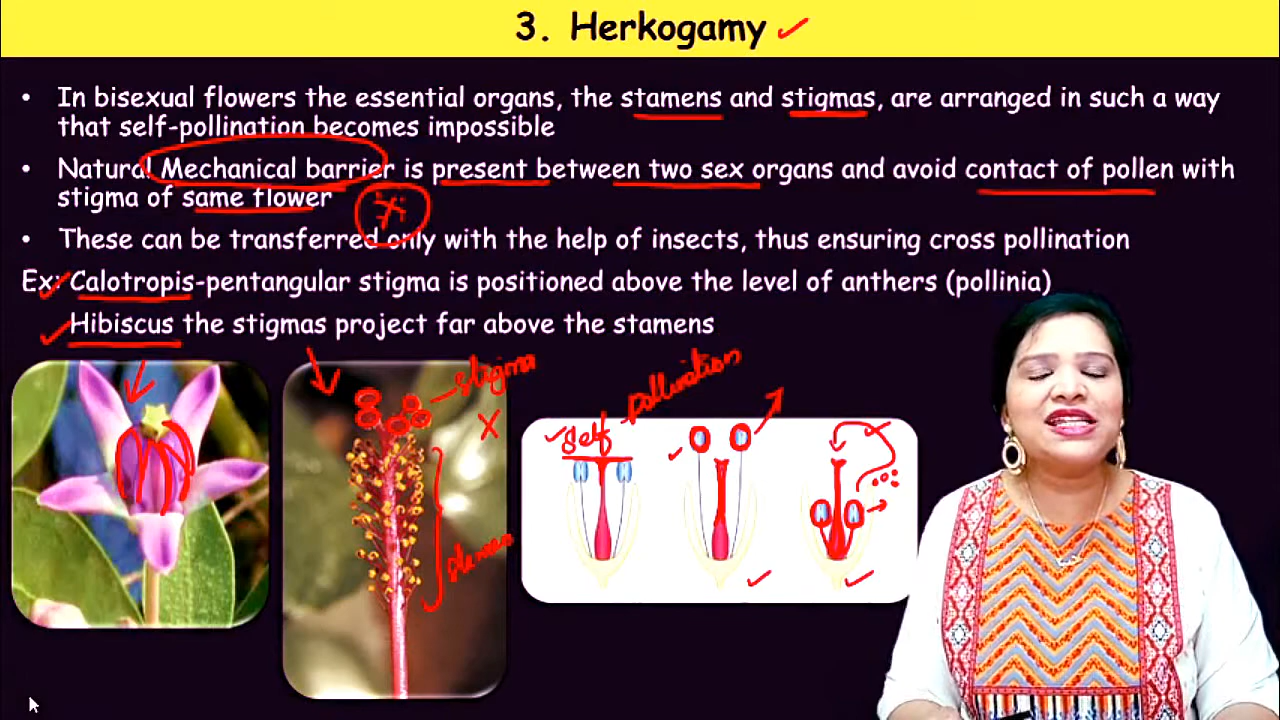 3. Herkogamy
• In bisexual flowers the essential organs, the stamens and stigmas, are arranged in such a way
that self-pollination becomes impossible
• Natural Mechanical barrier is present between two sex organs and avoid contact of pollen with
stigma of same flower
• These can be transferred only with the help of insects, thus ensuring cross pollination
Ex: Calotropis-pentangular stigma is positioned above the level of anthers (pollinia)
Hibiscus the stigmas project far above the stamens
stigma
self-pollination
stamen